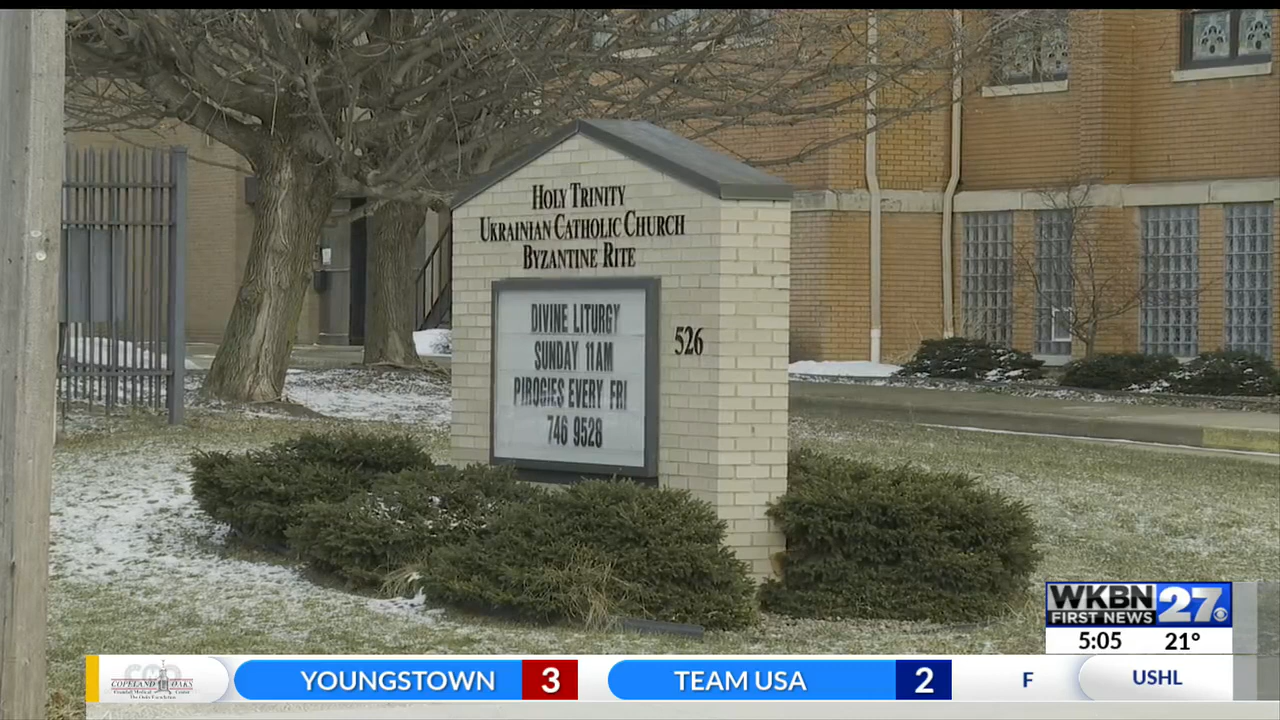 HOLY TRINITY
UKRAINIAN CATHOLIC CHURCH
BYZANTINE RITE
DIVINE LITURGY
SUNDAY 11AM
PIROGIES EVERY FRI
746 9528
526
WKBN 27
FIRST NEWS
5:05 21°
COPELAND OAKS
YOUNGSTOWN 3 TEAM USA 2 F USHL